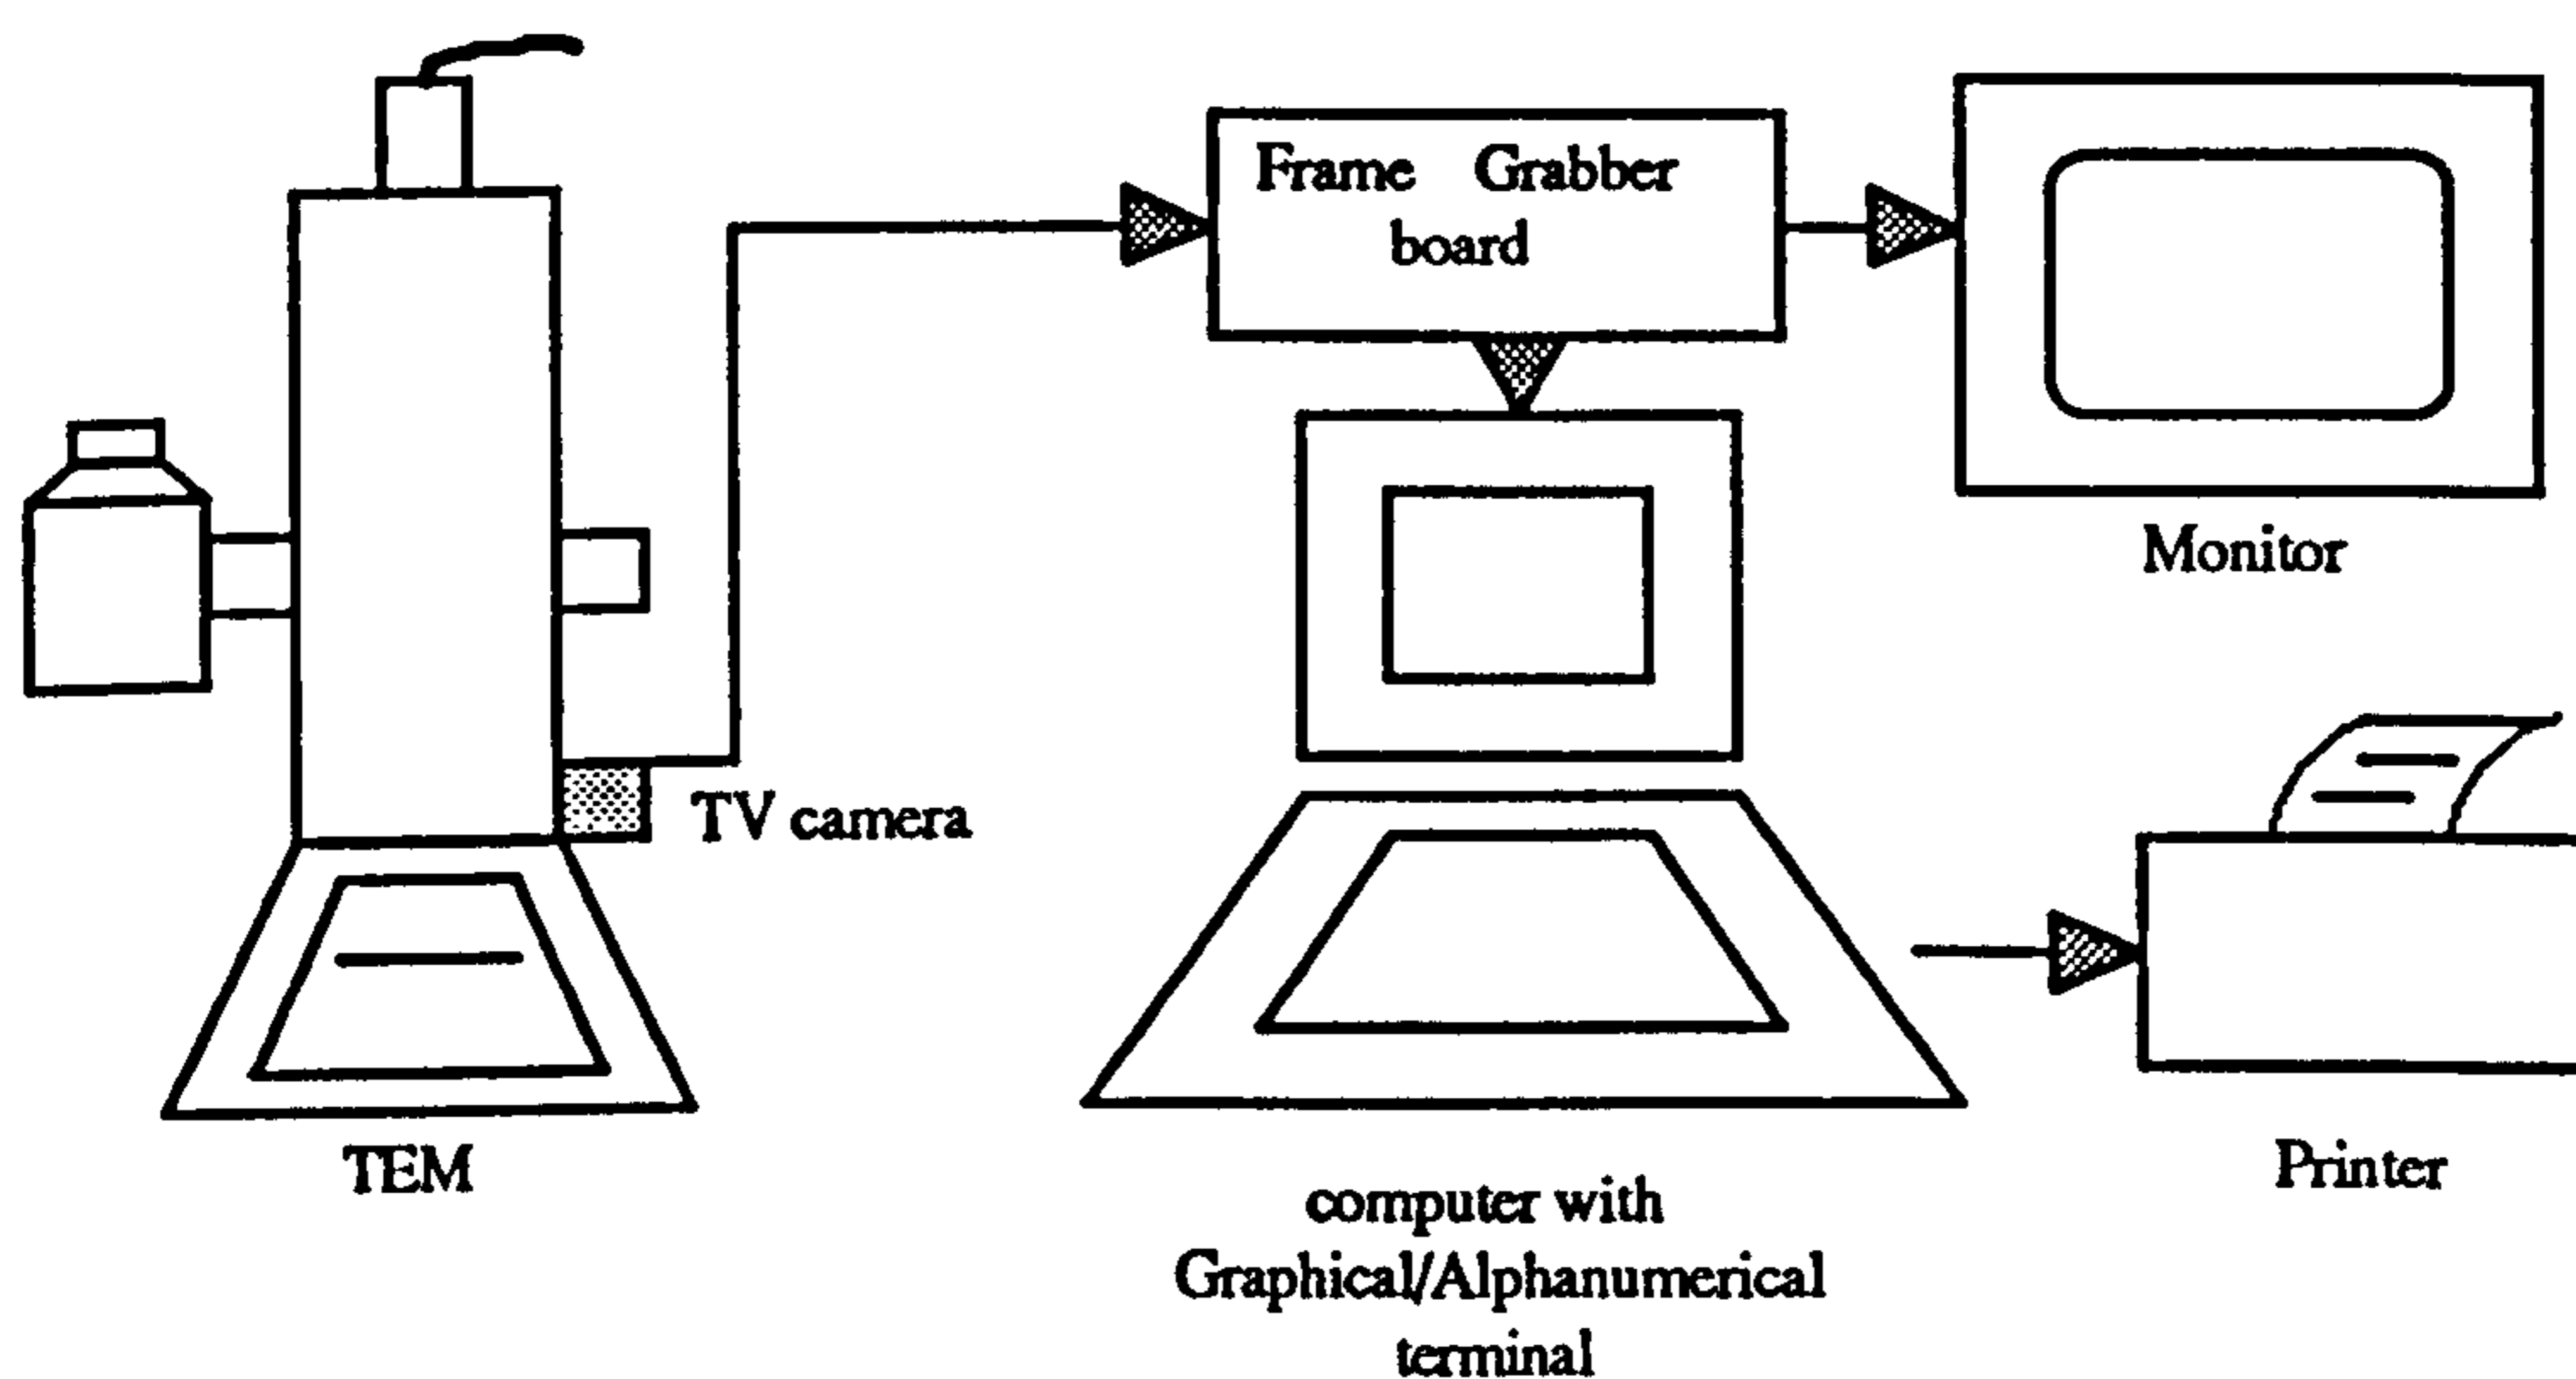 Frame Grabber
board
Monitor
TV camera
TEM
computer with
Graphical/Alphanumerical
terminal
Printer